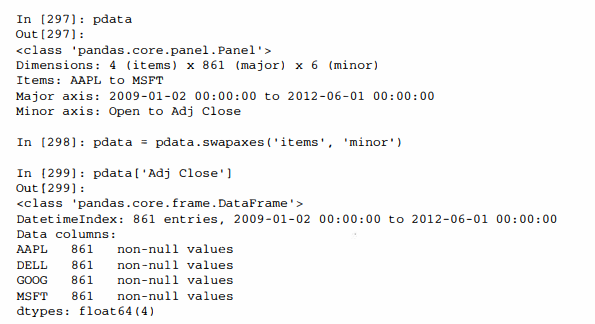 In [297]: pdata
Out[297]:
<class 'pandas.core.panel.Panel'>
Dimensions: 4 (items) x 861 (major) x 6 (minor)
Items: AAPL to MSFT
Major axis: 2009-01-02 00:00:00 to 2012-06-01 00:00:00
Minor axis: Open to Adj Close
In [298]: pdata = pdata.swapaxes('items', 'minor')
In [299]: pdata['Adj Close']
Out[299]:
<class 'pandas.core.frame.DataFrame'>
DatetimeIndex: 861 entries, 2009-01-02 00:00:00 to 2012-06-01 00:00:00
Data columns:
AAPL   861   non-null values
DELL   861   non-null values
GOOG   861   non-null values
MSFT   861   non-null values
dtypes: float64(4)